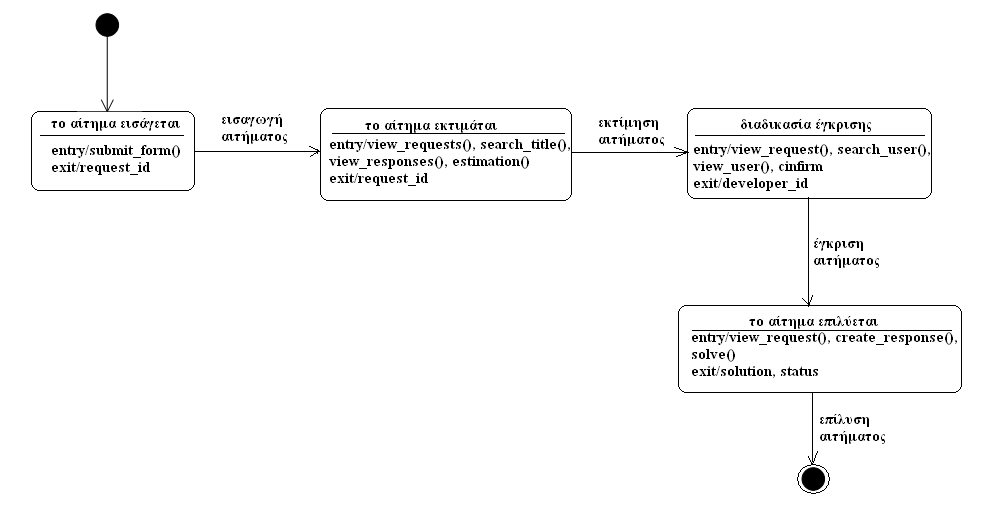 το αίτημα εισάγεται
entry/submit_form()
exit/request_id
εισαγωγή
αιτήματος
το αίτημα εκτιμάται
entry/view_requests(), search_title(),
view_responses(), estimation()
exit/request_id
εκτίμηση
αιτήματος
διαδικασία έγκρισης
entry/view_request(), search_user(),
view_user(), cinfirm
exit/developer_id
έγκριση
αιτήματος
το αίτημα επιλύεται
entry/view_request(), create_response(),
solve()
exit/solution, status
επίλυση
αιτήματος